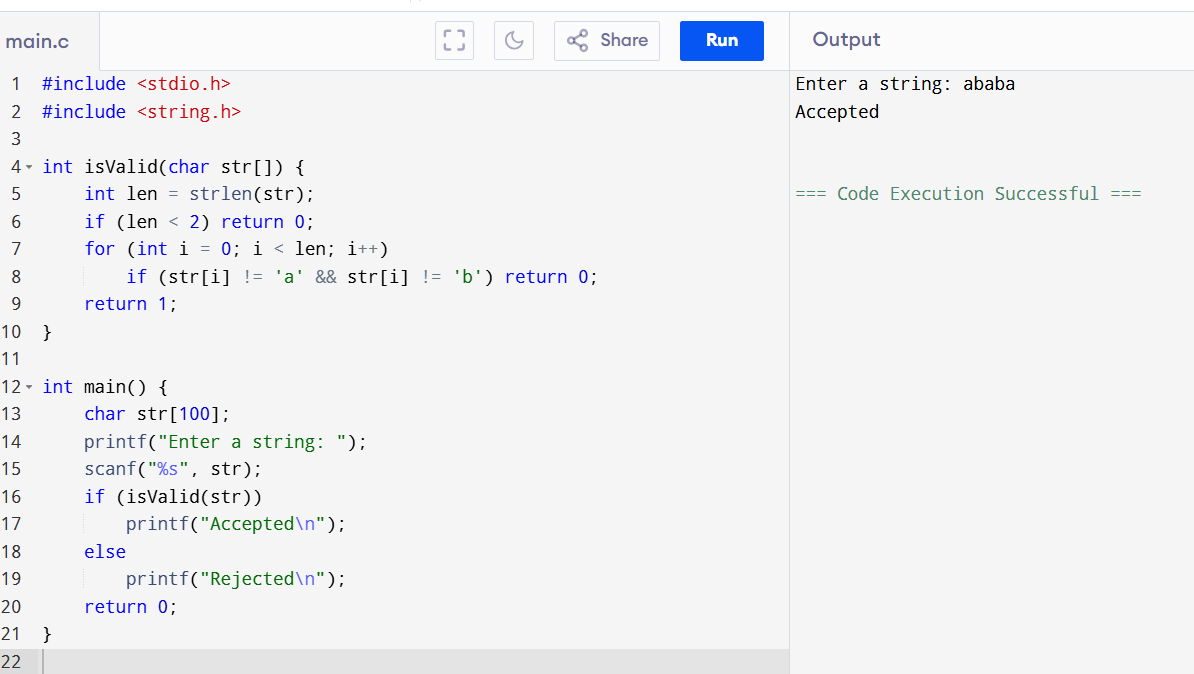 main.c
Share
Run
Output
1 #include <stdio.h>
2 #include <string.h>
3
4 int isValid(char str[]) {
5     int len = strlen(str);
6     if (len < 2) return 0;
7     for (int i = 0; i < len; i++)
8         if (str[i] != 'a' && str[i] != 'b') return 0;
9     return 1;
10 }
11
12 int main() {
13     char str[100];
14     printf("Enter a string: ");
15     scanf("%s", str);
16     if (isValid(str))
17         printf("Accepted\n");
18     else
19         printf("Rejected\n");
20     return 0;
21 }
22
Enter a string: ababa
Accepted
=== Code Execution Successful ===